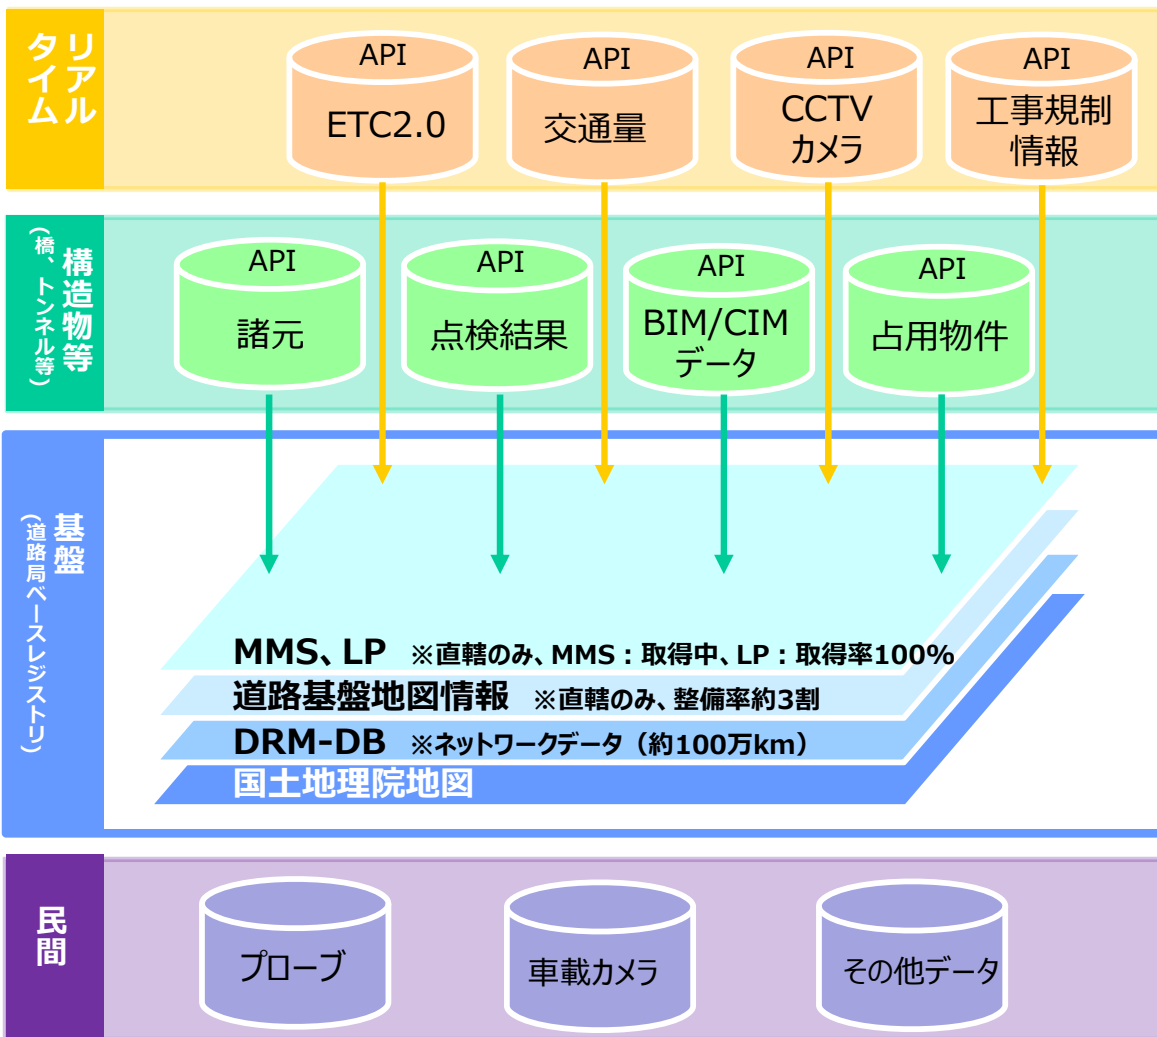 リアル
タイム
API
ETC2.0
API
交通量
API
CCTV
カメラ
API
工事規制
情報
構造物等
(橋、トンネル等)
API
諸元
API
点検結果
API
BIM/CIM
データ
API
占用物件
基盤
(道路局ベースレジストリ)
MMS、LP ※直轄のみ、MMS：取得中、LP：取得率100%
道路基盤地図情報 ※直轄のみ、整備率約3割
DRM-DB ※ネットワークデータ（約100万km）
国土地理院地図
民間
プローブ
車載カメラ
その他データ